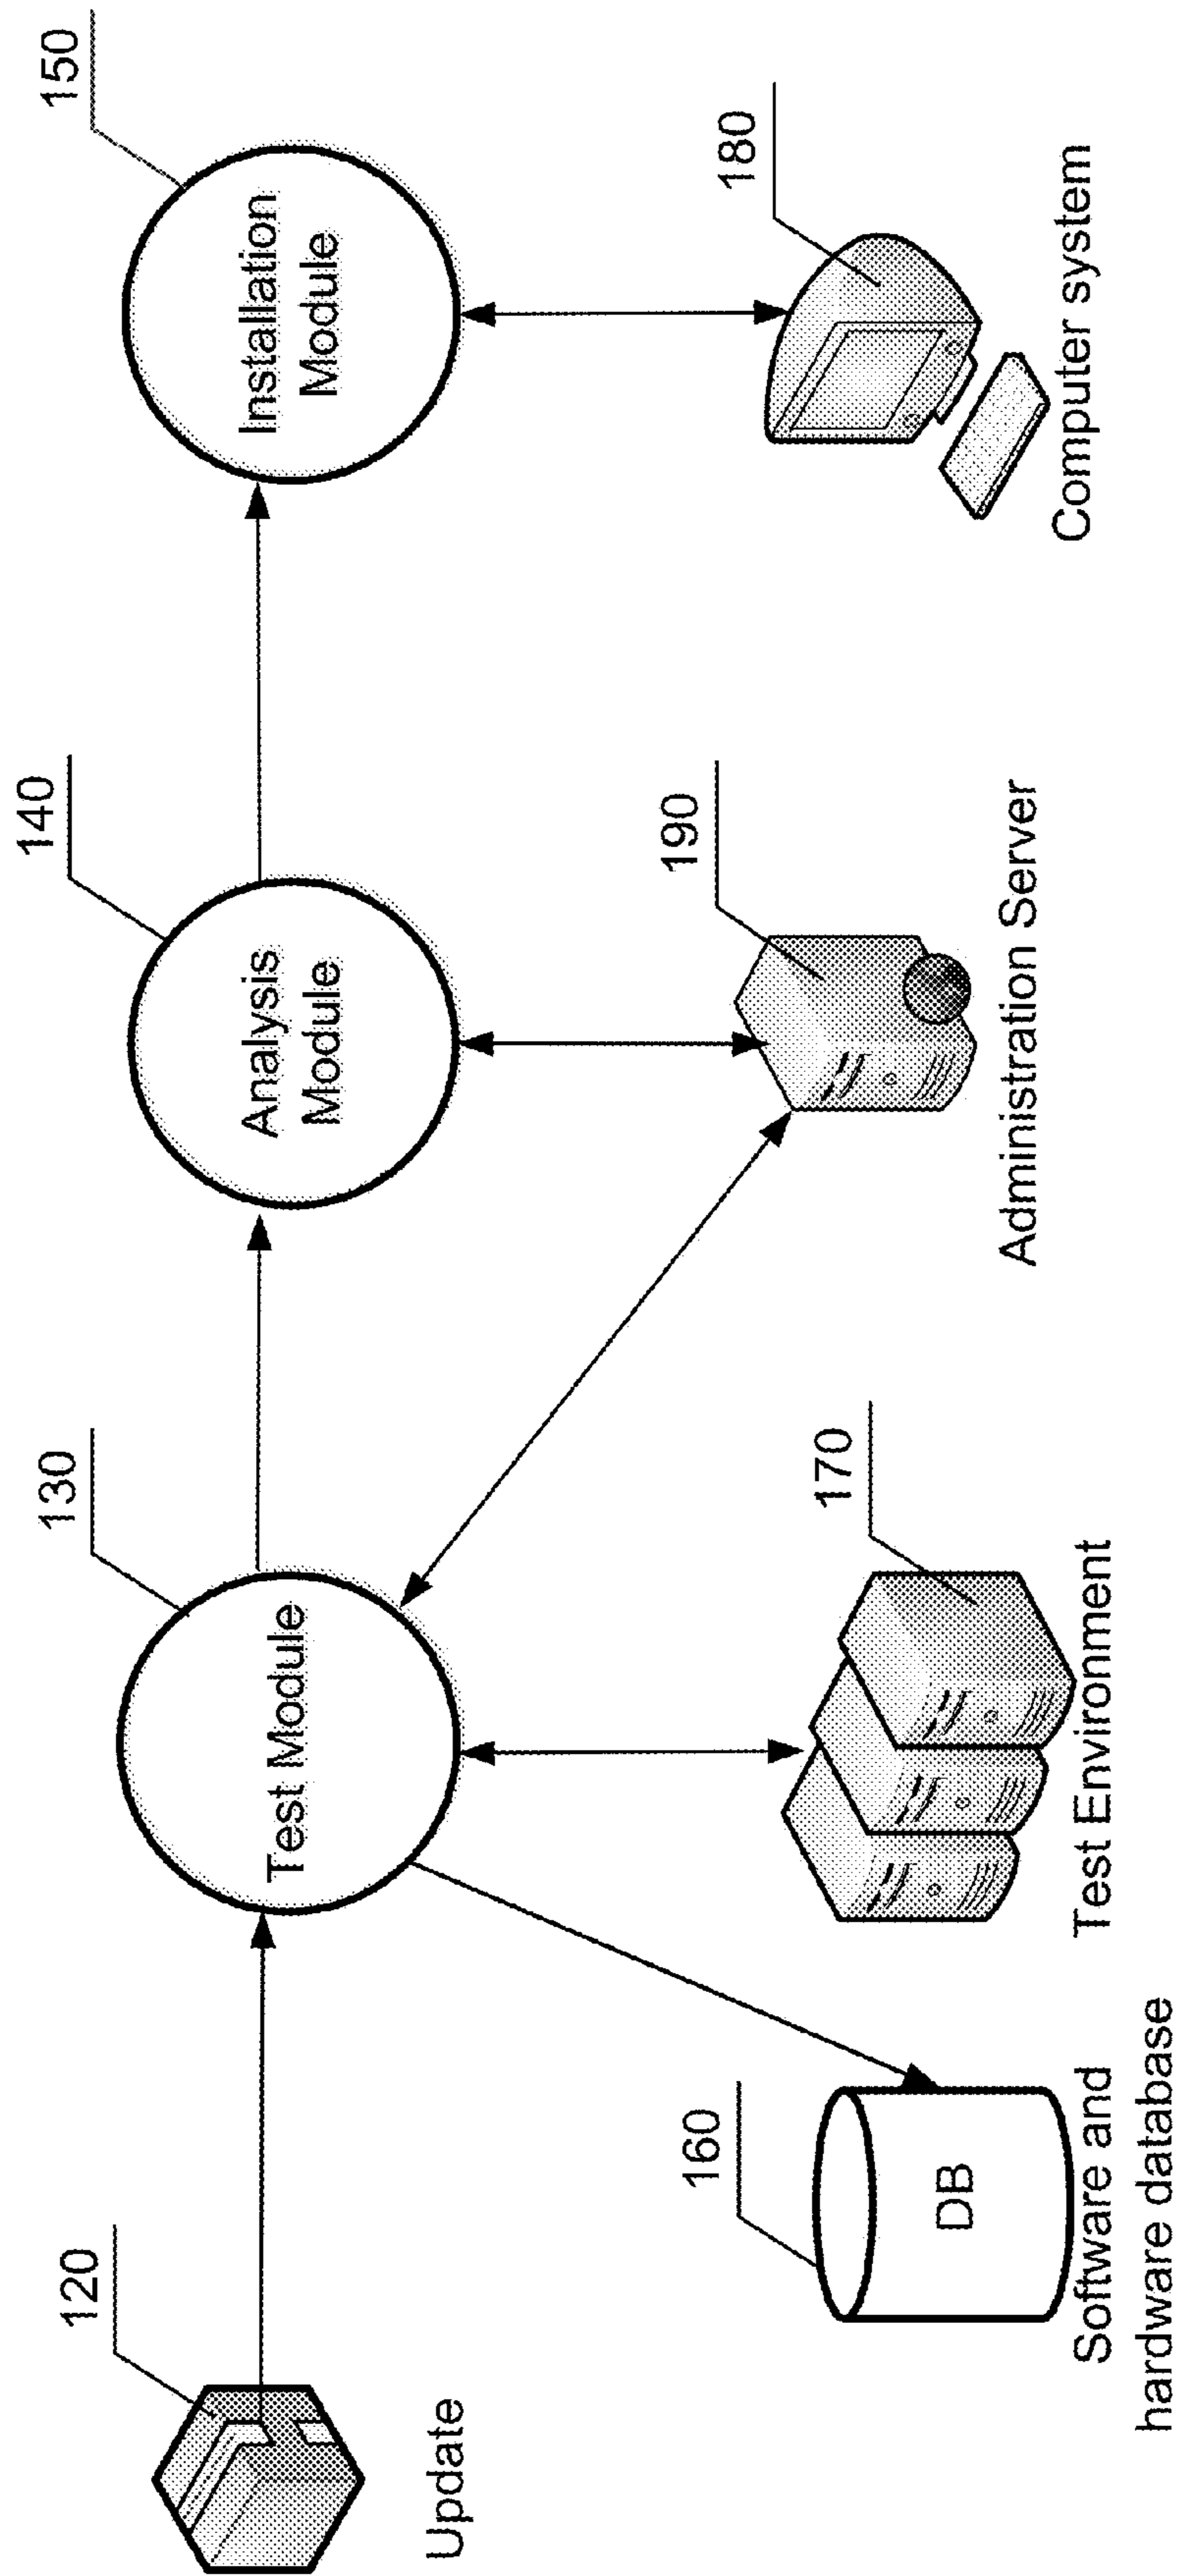 120
Update
130
Test Module
140
Analysis
Module
150
Installation
Module
160
DB
Software and
hardware database
170
Test Environment
190
Administration Server
180
Computer system